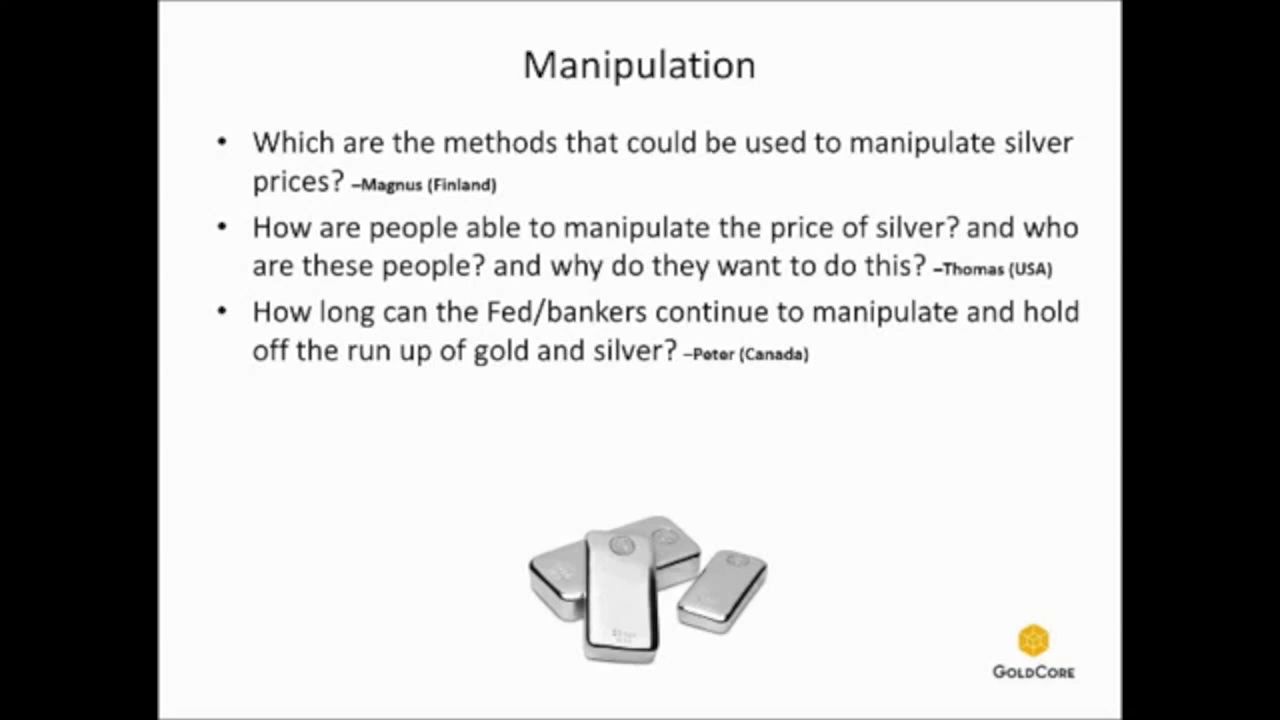 Manipulation
• Which are the methods that could be used to manipulate silver
prices? –Magnus (Finland)
• How are people able to manipulate the price of silver? and who
are these people? and why do they want to do this? –Thomas (USA)
• How long can the Fed/bankers continue to manipulate and hold
off the run up of gold and silver? –Peter (Canada)
GOLDCORE